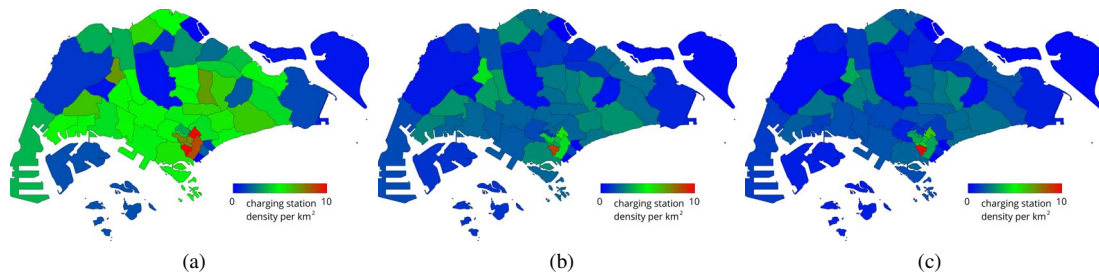 0 charging station 10
density per km²
0 charging station 10
density per km²
0 charging station 10
density per km²
(a)
(b)
(c)